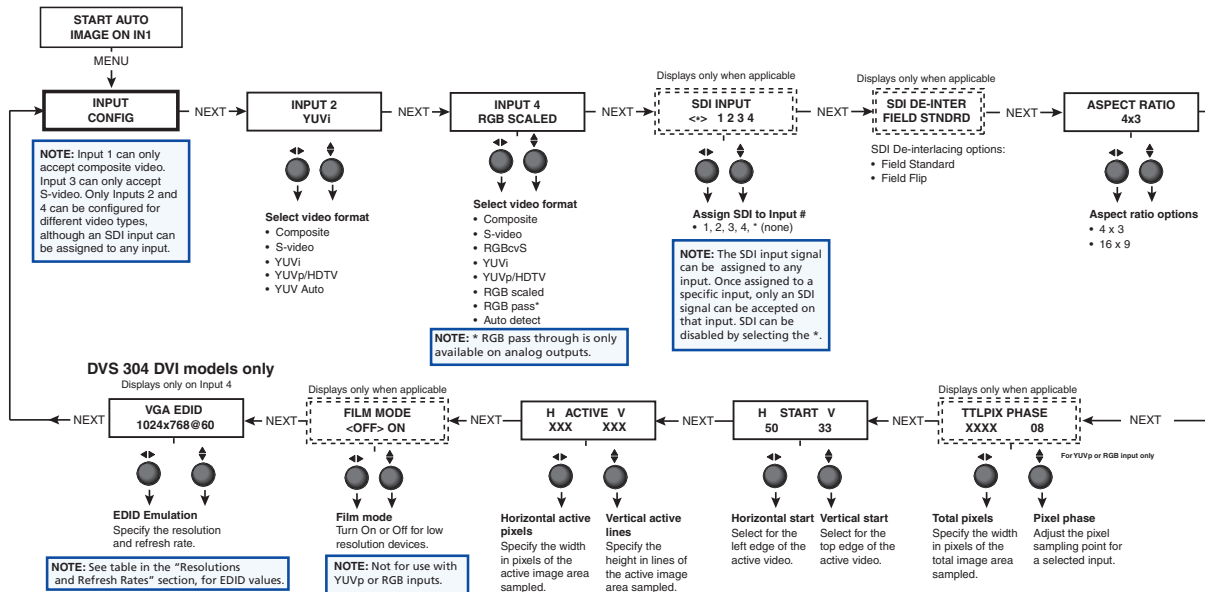 START AUTO
IMAGE ON IN1
MENU
INPUT
CONFIG
NEXT
INPUT 2
YUVi
NEXT
INPUT 4
RGB SCALED
NEXT
Displays only when applicable
SDI INPUT
<*> 1 2 3 4
NEXT
Displays only when applicable
SDI DE-INTER
FIELD STNDRD
NEXT
ASPECT RATIO
4x3
NOTE: Input 1 can only
accept composite video.
Input 3 can only accept
S-video. Only Inputs 2 and
4 can be configured for
different video types,
although an SDI input can
be assigned to any input.
Select video format
• Composite
• S-video
• YUVi
• YUVp/HDTV
• YUV Auto
Select video format
• Composite
• S-video
• RGBcvS
• YUVi
• YUVp/HDTV
• RGB scaled
• RGB pass*
• Auto detect
NOTE: * RGB pass through is only
available on analog outputs.
Assign SDI to Input #
• 1, 2, 3, 4, * (none)
NOTE: The SDI input signal
can be assigned to any
input. Once assigned to a
specific input, only an SDI
signal can be accepted on
that input. SDI can be
disabled by selecting the *.
SDI De-interlacing options:
• Field Standard
• Field Flip
Aspect ratio options
• 4 x 3
• 16 x 9
DVS 304 DVI models only
Displays only on Input 4
NEXT
VGA EDID
1024x768@60
NEXT
Displays only when applicable
FILM MODE
<OFF> ON
NEXT
H ACTIVE V
XXX XXX
NEXT
H START V
50 33
NEXT
Displays only when applicable
TTLPIX PHASE
XXXX 08
NEXT
For YUVp or RGB input only
EDID Emulation
Specify the resolution
and refresh rate.
NOTE: See table in the “Resolutions
and Refresh Rates” section, for EDID values.
Film mode
Turn On or Off for low
resolution devices.
NOTE: Not for use with
YUVp or RGB inputs.
Horizontal active
pixels
Specify the width
in pixels of the
active image area
sampled.
Vertical active
lines
Specify the
height in lines of
the active image
area sampled.
Horizontal start
Select for the
left edge of the
active video.
Vertical start
Select for the
top edge of the
active video.
Total pixels
Specify the width
in pixels of the
total image area
sampled.
Pixel phase
Adjust the pixel
sampling point for
a selected input.